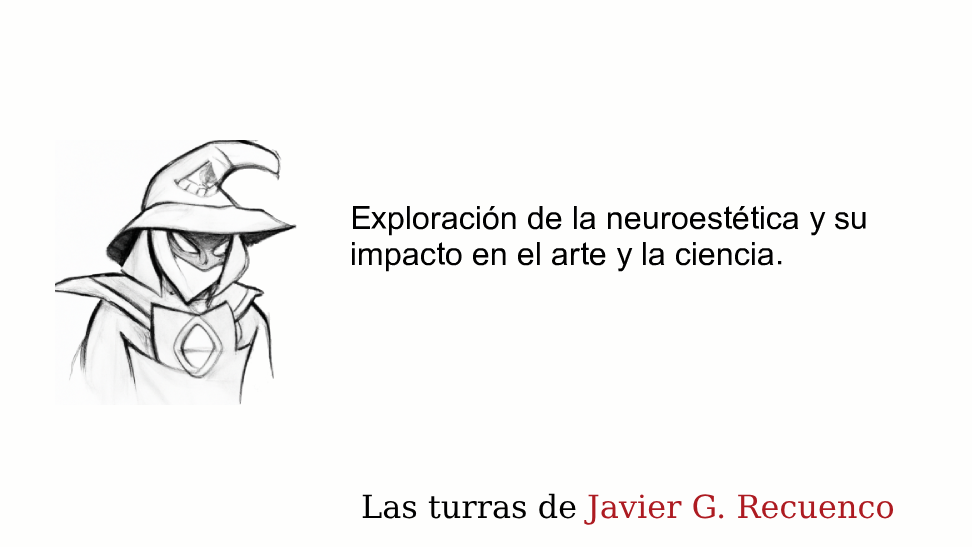 Exploración de la neuroestética y su
impacto en el arte y la ciencia.
Las turras de Javier G. Recuenco